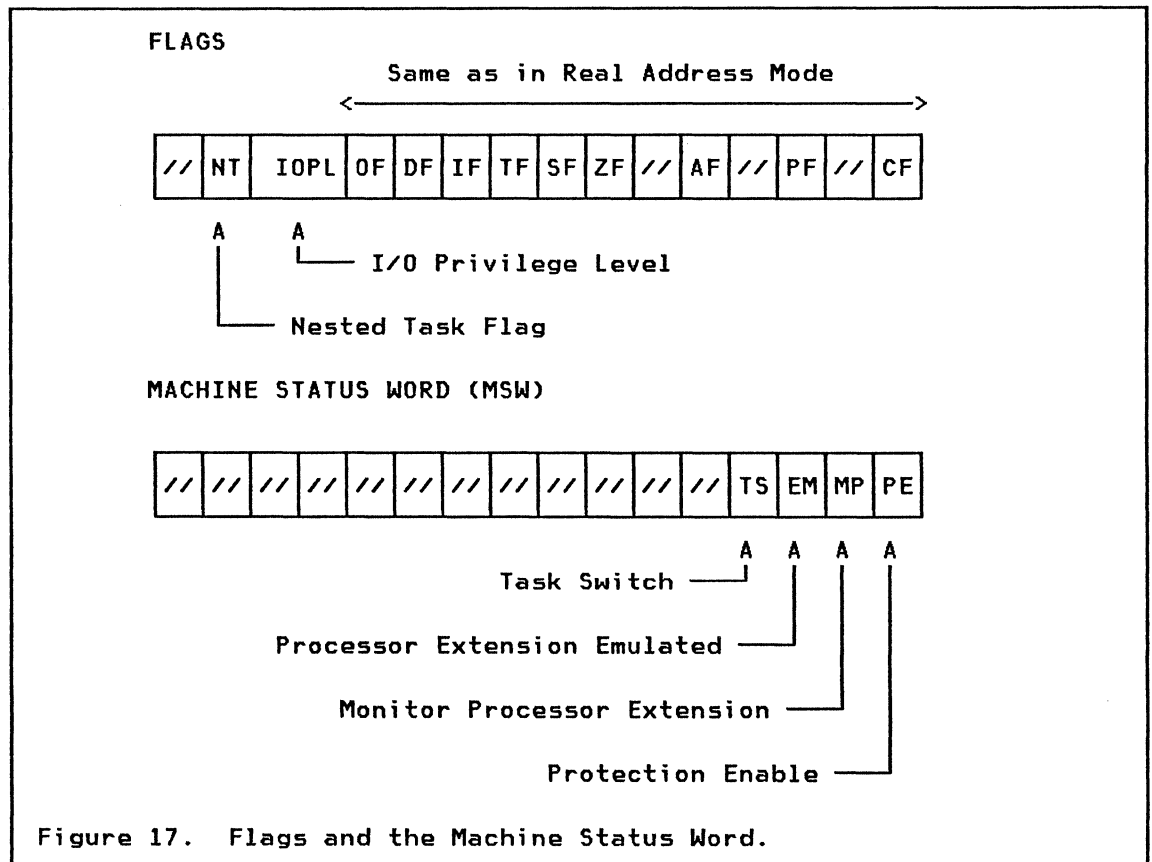 FLAGS
Same as in Real Address Mode
// NT IOPL OF DF IF TF SF ZF // AF // PF // CF
A A
I/O Privilege Level
Nested Task Flag
MACHINE STATUS WORD (MSW)
// // // // // // // // // // // // TS EM MP PE
A A A A
Task Switch
Processor Extension Emulated
Monitor Processor Extension
Protection Enable
Figure 17. Flags and the Machine Status Word.